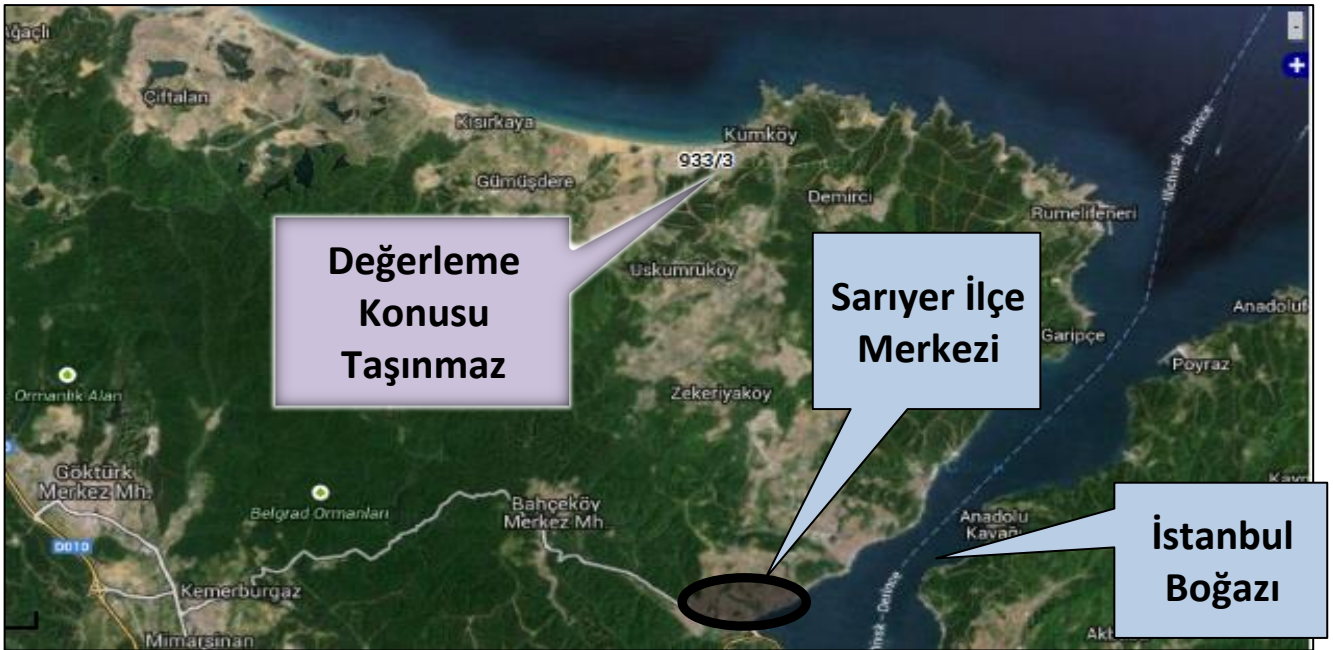 Ağaçlı
Çiftalan
Kısırkaya
Kumköy
933/3
Gümüşdere
Demirci
Rumelifeneri
Değerleme
Konusu
Taşınmaz
Uskumruköy
Sarıyer İlçe
Merkezi
Anadoluf
Garipçe
Poyraz
Ormanlık Alan
Zekeriyaköy
Göktürk
Merkez Mh.
Belgrad Ormanları
Bahçeköy
Merkez Mh.
Anadolu
Kavağı
İstanbul
Boğazı
D010
Kemerburgaz
Mimarsinan